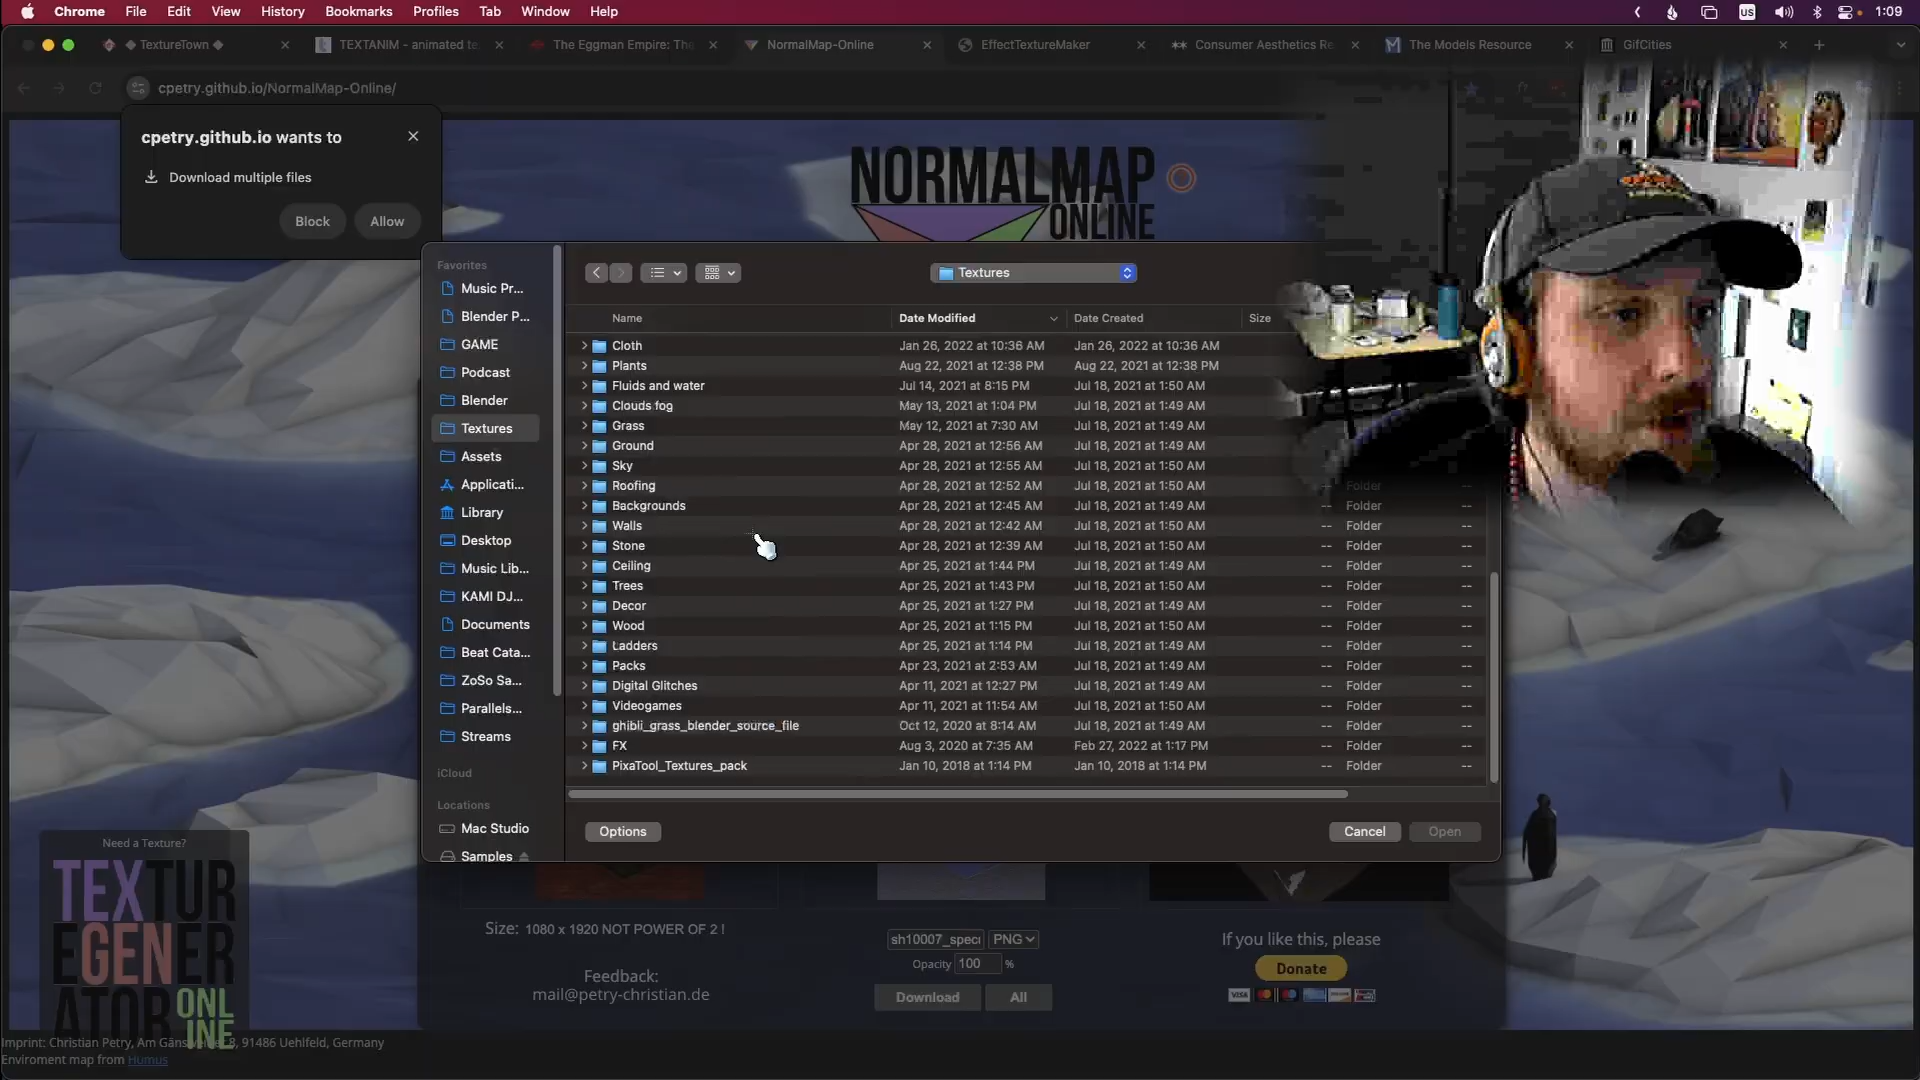 Chrome File Edit View History Bookmarks Profiles Tab Window Help US 1:09
◆ TextureTown ◆ TEXTANIM - animated te The Eggman Empire: The NormalMap-Online EffectTextureMaker Consumer Aesthetics Re The Models Resource GifCities
cpetry.github.io/NormalMap-Online/
cpetry.github.io wants to
Download multiple files
Block Allow
NORMALMAP
ONLINE
Favorites
Music Pr...
Blender P...
GAME
Podcast
Blender
Textures
Assets
Applicati...
Library
Desktop
Music Lib...
KAMI DJ...
Documents
Beat Cata...
ZoSo Sa...
Parallels...
Streams
iCloud
Locations
Mac Studio
Samples
Textures
Name Date Modified Date Created Size
Cloth Jan 26, 2022 at 10:36 AM Jan 26, 2022 at 10:36 AM
Plants Aug 22, 2021 at 12:38 PM Aug 22, 2021 at 12:38 PM
Fluids and water Jul 14, 2021 at 8:15 PM Jul 18, 2021 at 1:50 AM
Clouds fog May 13, 2021 at 1:04 PM Jul 18, 2021 at 1:49 AM
Grass May 12, 2021 at 7:30 AM Jul 18, 2021 at 1:49 AM
Ground Apr 28, 2021 at 12:56 AM Jul 18, 2021 at 1:49 AM
Sky Apr 28, 2021 at 12:55 AM Jul 18, 2021 at 1:50 AM
Roofing Apr 28, 2021 at 12:52 AM Jul 18, 2021 at 1:50 AM -- Folder --
Backgrounds Apr 28, 2021 at 12:45 AM Jul 18, 2021 at 1:49 AM -- Folder --
Walls Apr 28, 2021 at 12:42 AM Jul 18, 2021 at 1:50 AM -- Folder --
Stone Apr 28, 2021 at 12:39 AM Jul 18, 2021 at 1:50 AM -- Folder --
Ceiling Apr 25, 2021 at 1:44 PM Jul 18, 2021 at 1:49 AM -- Folder --
Trees Apr 25, 2021 at 1:43 PM Jul 18, 2021 at 1:50 AM -- Folder --
Decor Apr 25, 2021 at 1:27 PM Jul 18, 2021 at 1:49 AM -- Folder --
Wood Apr 25, 2021 at 1:15 PM Jul 18, 2021 at 1:50 AM -- Folder --
Ladders Apr 25, 2021 at 1:14 PM Jul 18, 2021 at 1:49 AM -- Folder --
Packs Apr 23, 2021 at 2:53 AM Jul 18, 2021 at 1:49 AM -- Folder --
Digital Glitches Apr 11, 2021 at 12:27 PM Jul 18, 2021 at 1:49 AM -- Folder --
Videogames Apr 11, 2021 at 11:54 AM Jul 18, 2021 at 1:50 AM -- Folder --
ghibli_grass_blender_source_file Oct 12, 2020 at 8:14 AM Jul 18, 2021 at 1:49 AM -- Folder --
FX Aug 3, 2020 at 7:35 AM Feb 27, 2022 at 1:17 PM -- Folder --
PixaTool_Textures_pack Jan 10, 2018 at 1:14 PM Jan 10, 2018 at 1:14 PM -- Folder --
Options Cancel Open
Need a Texture?
TEXTUR
EGENER
ATOR ONL
INE
Size: 1080 x 1920 NOT POWER OF 2 !
Feedback:
mail@petry-christian.de
sh10007_speci PNG
Opacity 100 %
Download All
If you like this, please
Donate
VISA
Imprint: Christian Petry, Am 8, 91486 Uehlfeld, Germany
Enviroment map from Humus